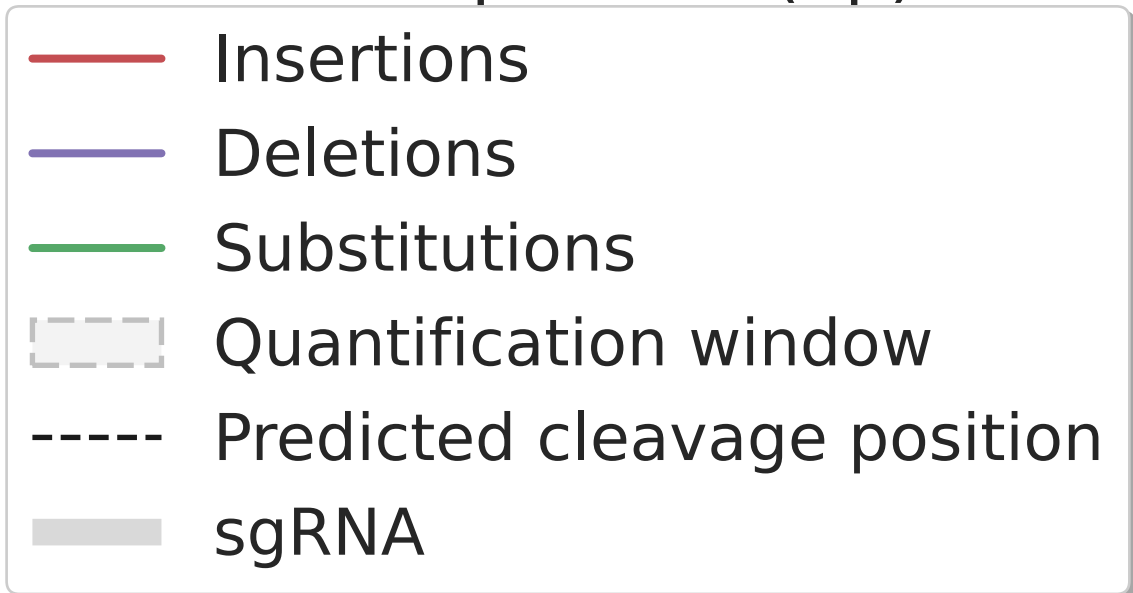 Insertions
Deletions
Substitutions
Quantification window
Predicted cleavage position
sgRNA